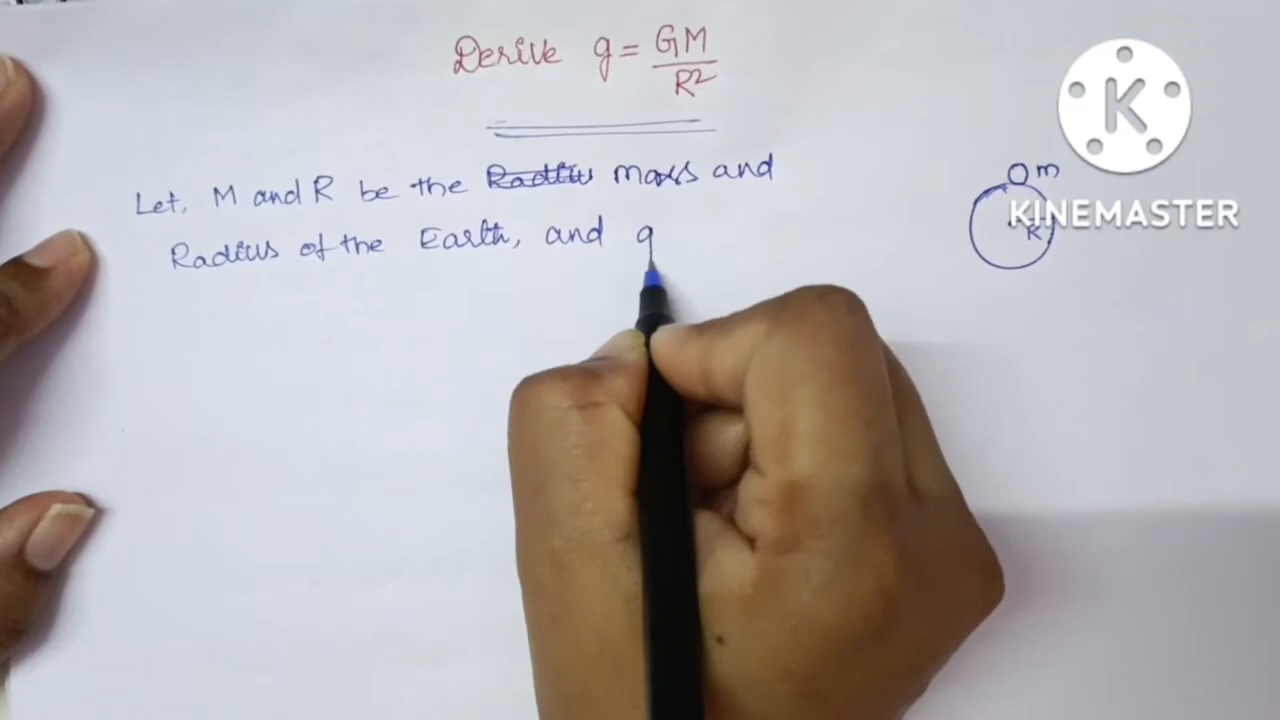 Derive g = GM/R²
Let, M and R be the Radius mass and
Radius of the Earth, and g
m
R
K
KINEMASTER